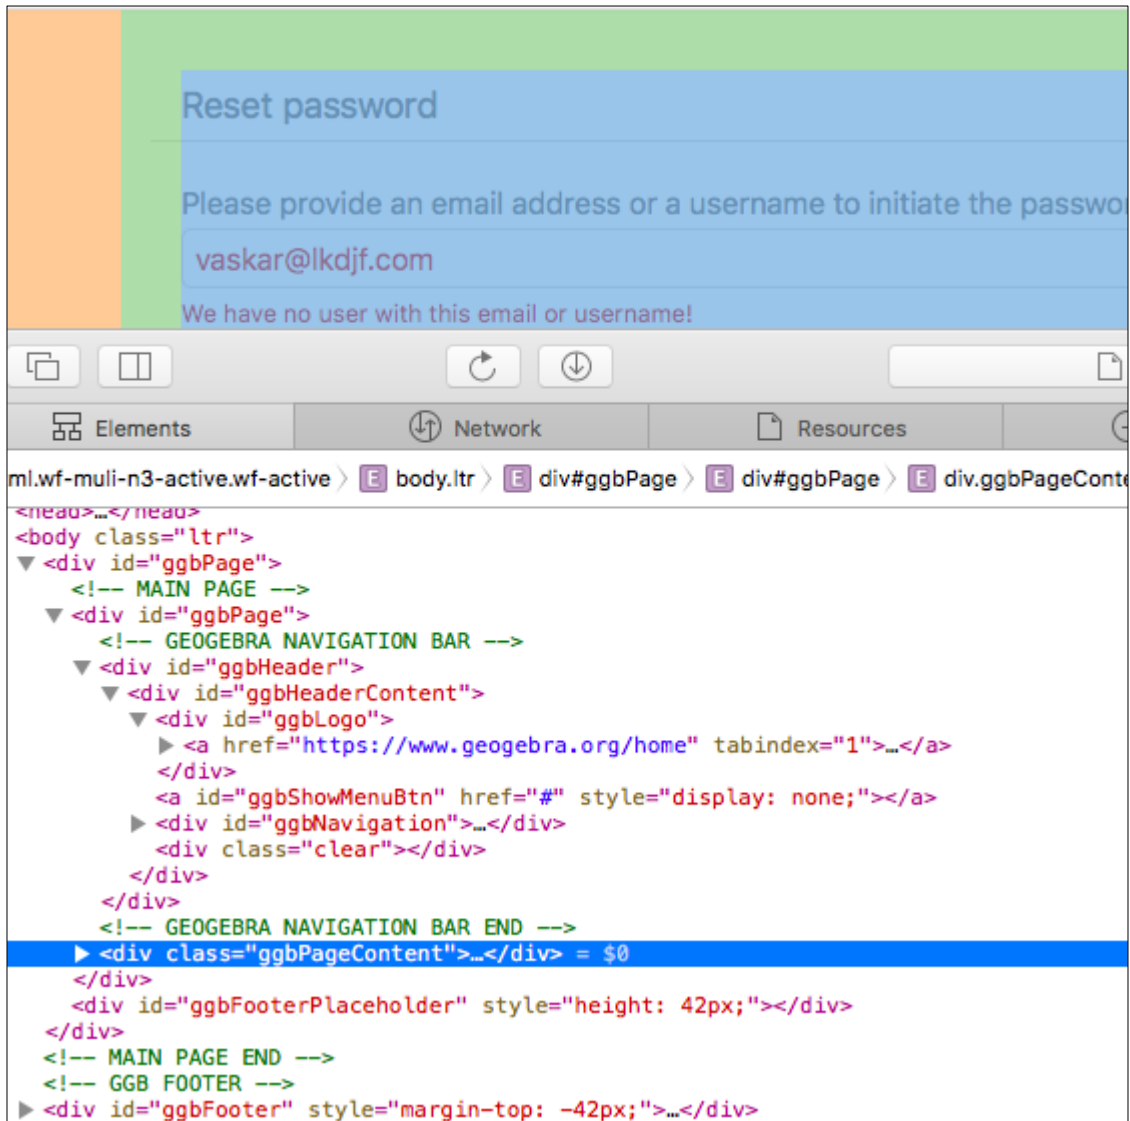 Reset password
Please provide an email address or a username to initiate the
vaskar@lkdjf.com
We have no user with this email or username!
Elements
Network
Resources
ml.wf-muli-n3-active.wf-active
E body.ltr
E div#ggbPage
E div#ggbPage
E div.ggbPageConte
<head>…</head>
<body class="ltr">
<div id="ggbPage">
<!-- MAIN PAGE -->
<div id="ggbPage">
<!-- GEOGEBRA NAVIGATION BAR -->
<div id="ggbHeader">
<div id="ggbHeaderContent">
<div id="ggbLogo">
<a href="https://www.geogebra.org/home" tabindex="1">…</a>
</div>
<a id="ggbShowMenuBtn" href="#" style="display: none;"></a>
<div id="ggbNavigation">…</div>
<div class="clear"></div>
</div>
</div>
<!-- GEOGEBRA NAVIGATION BAR END -->
<div class="ggbPageContent">…</div> = $0
</div>
<div id="ggbFooterPlaceholder" style="height: 42px;"></div>
</div>
<!-- MAIN PAGE END -->
<!-- GGB FOOTER -->
<div id="ggbFooter" style="margin-top: -42px;">…</div>